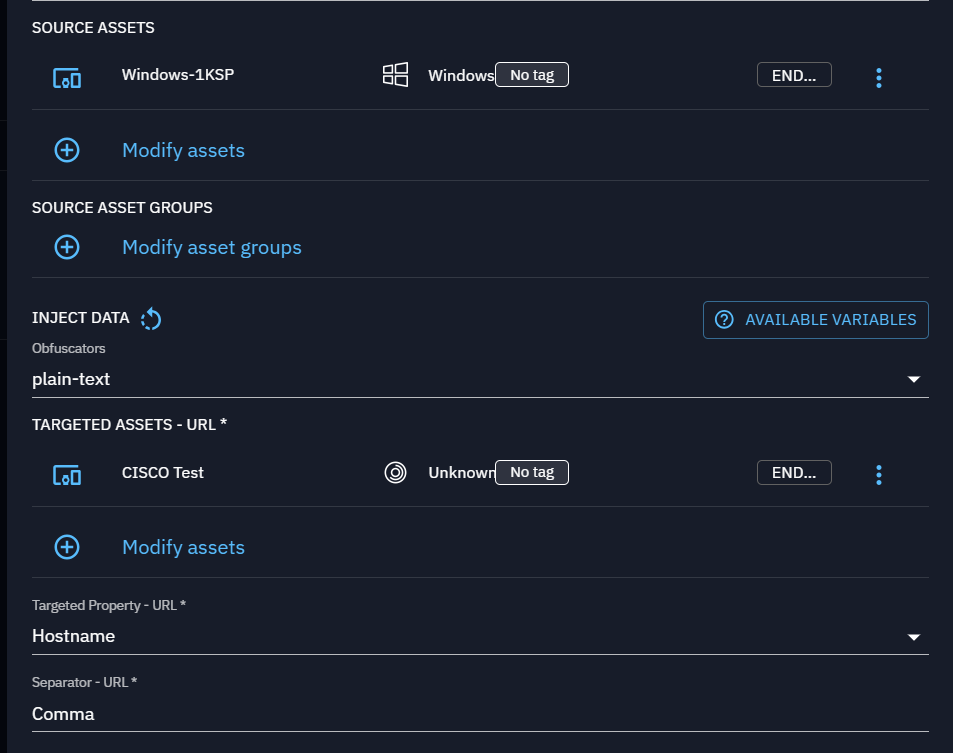 SOURCE ASSETS
Windows-1KSP Windows No tag END...
Modify assets
SOURCE ASSET GROUPS
Modify asset groups
INJECT DATA AVAILABLE VARIABLES
Obfuscators
plain-text
TARGETED ASSETS - URL *
CISCO Test Unknown No tag END...
Modify assets
Targeted Property - URL *
Hostname
Separator - URL *
Comma